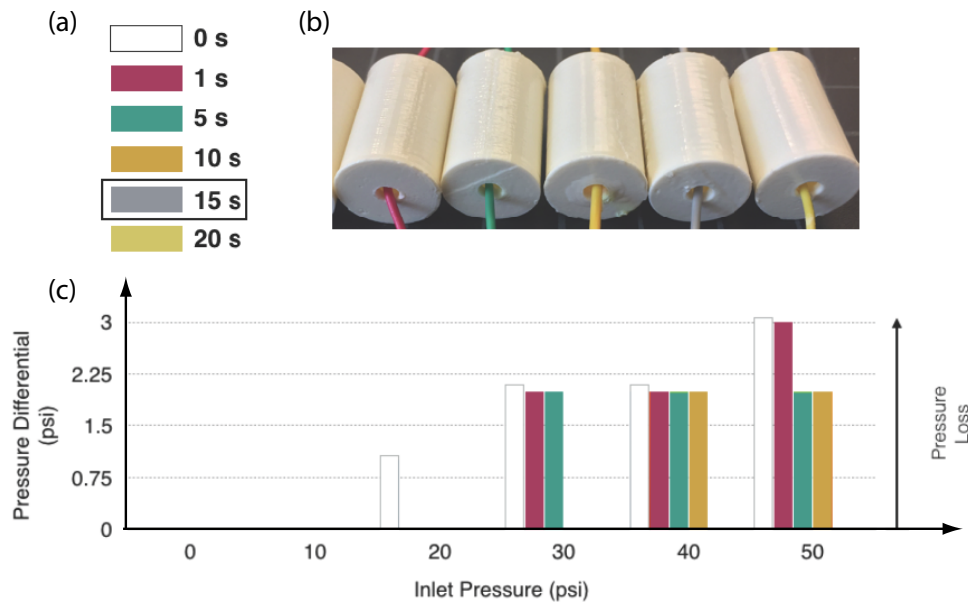 (a)
0 s
1 s
5 s
10 s
15 s
20 s
(b)
(c)
Pressure Differential
(psi)
3
2.25
1.5
0.75
0
0 10 20 30 40 50
Inlet Pressure (psi)
Pressure
Loss